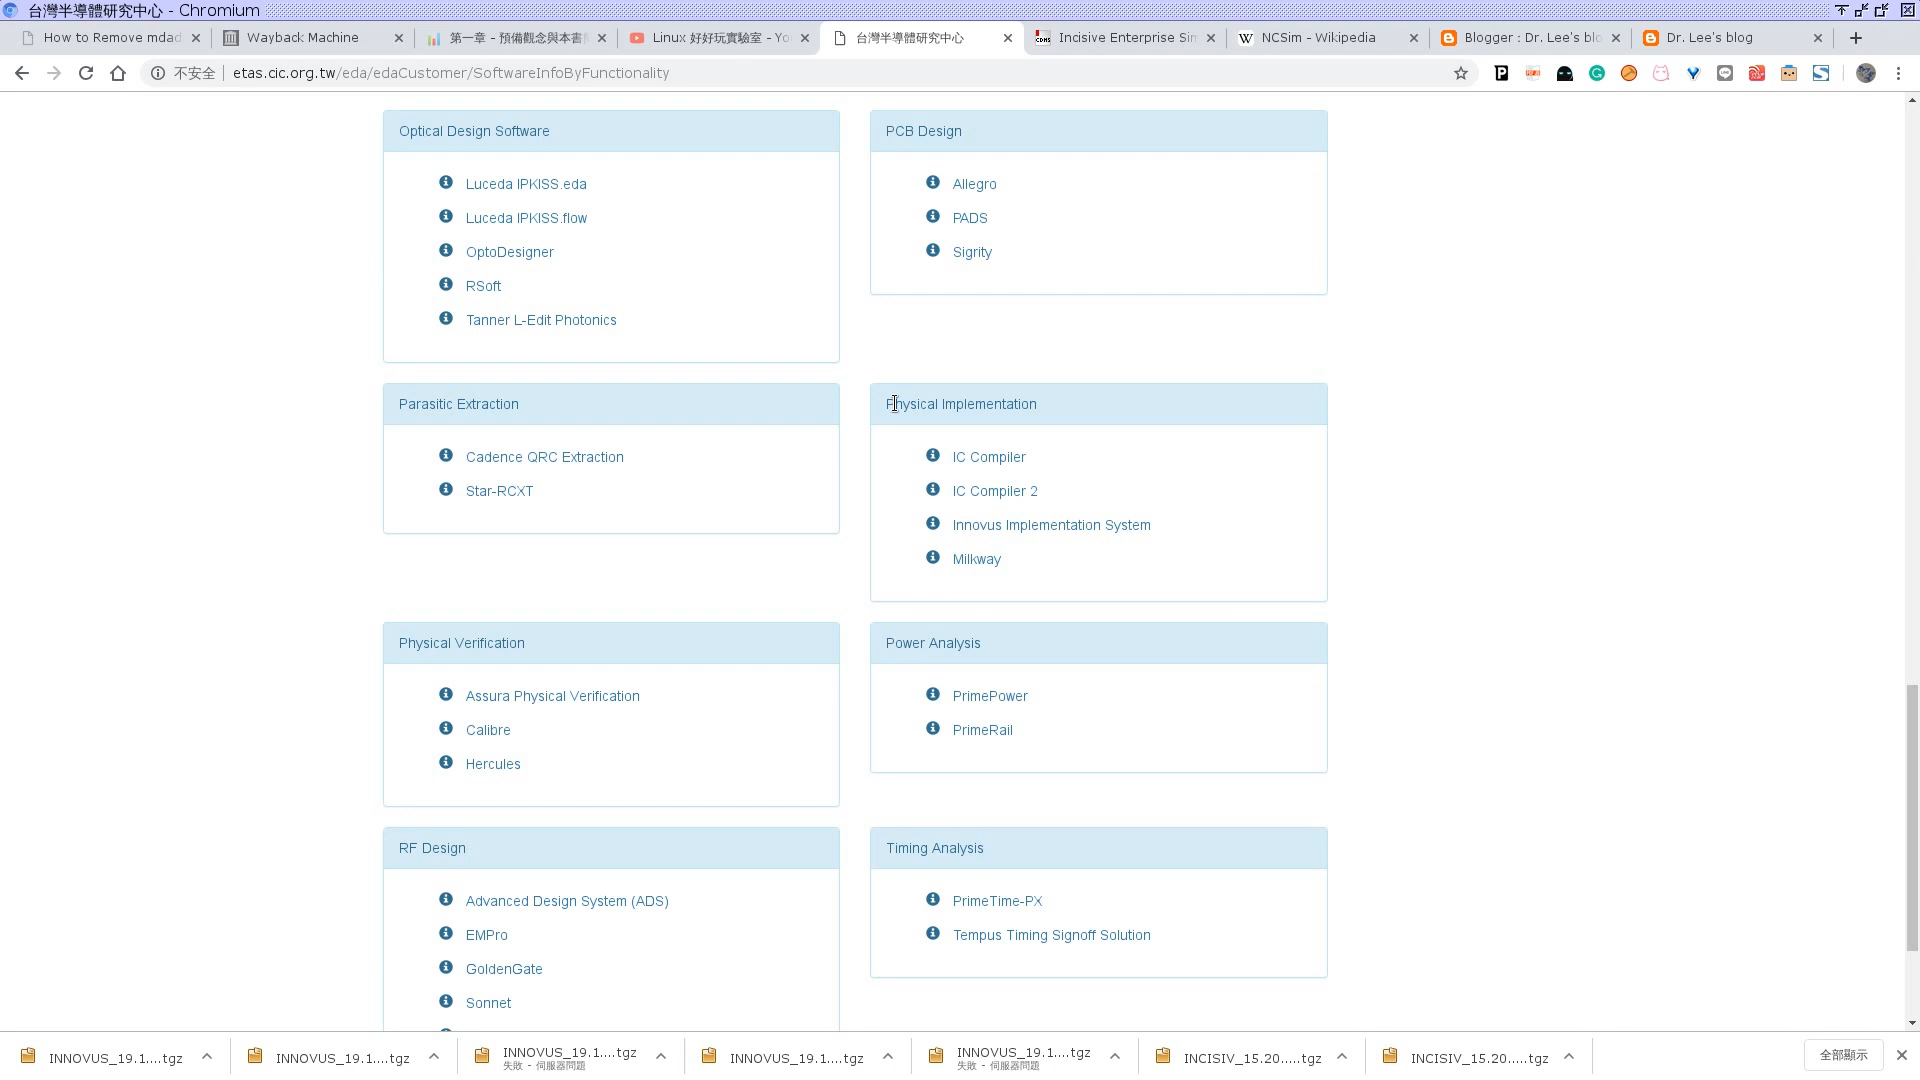 台灣半導體研究中心 - Chromium
How to Remove mdad
Wayback Machine
第一章 - 預備觀念與本書
Linux 好好玩實驗室 - Yo
台灣半導體研究中心
Incisive Enterprise Sim
NCSim - Wikipedia
Blogger : Dr. Lee's blo
Dr. Lee's blog
不安全 | etas.cic.org.tw/eda/edaCustomer/SoftwareInfoByFunctionality
Optical Design Software
Luceda IPKISS.eda
Luceda IPKISS.flow
OptoDesigner
RSoft
Tanner L-Edit Photonics
PCB Design
Allegro
PADS
Sigrity
Parasitic Extraction
Cadence QRC Extraction
Star-RCXT
Physical Implementation
IC Compiler
IC Compiler 2
Innovus Implementation System
Milkway
Physical Verification
Assura Physical Verification
Calibre
Hercules
Power Analysis
PrimePower
PrimeRail
RF Design
Advanced Design System (ADS)
EMPro
GoldenGate
Sonnet
Timing Analysis
PrimeTime-PX
Tempus Timing Signoff Solution
INNOVUS_19.1....tgz
INNOVUS_19.1....tgz
INNOVUS_19.1....tgz
失敗 - 伺服器問題
INNOVUS_19.1....tgz
INNOVUS_19.1....tgz
失敗 - 伺服器問題
INCISIV_15.20.....tgz
INCISIV_15.20.....tgz
全部顯示